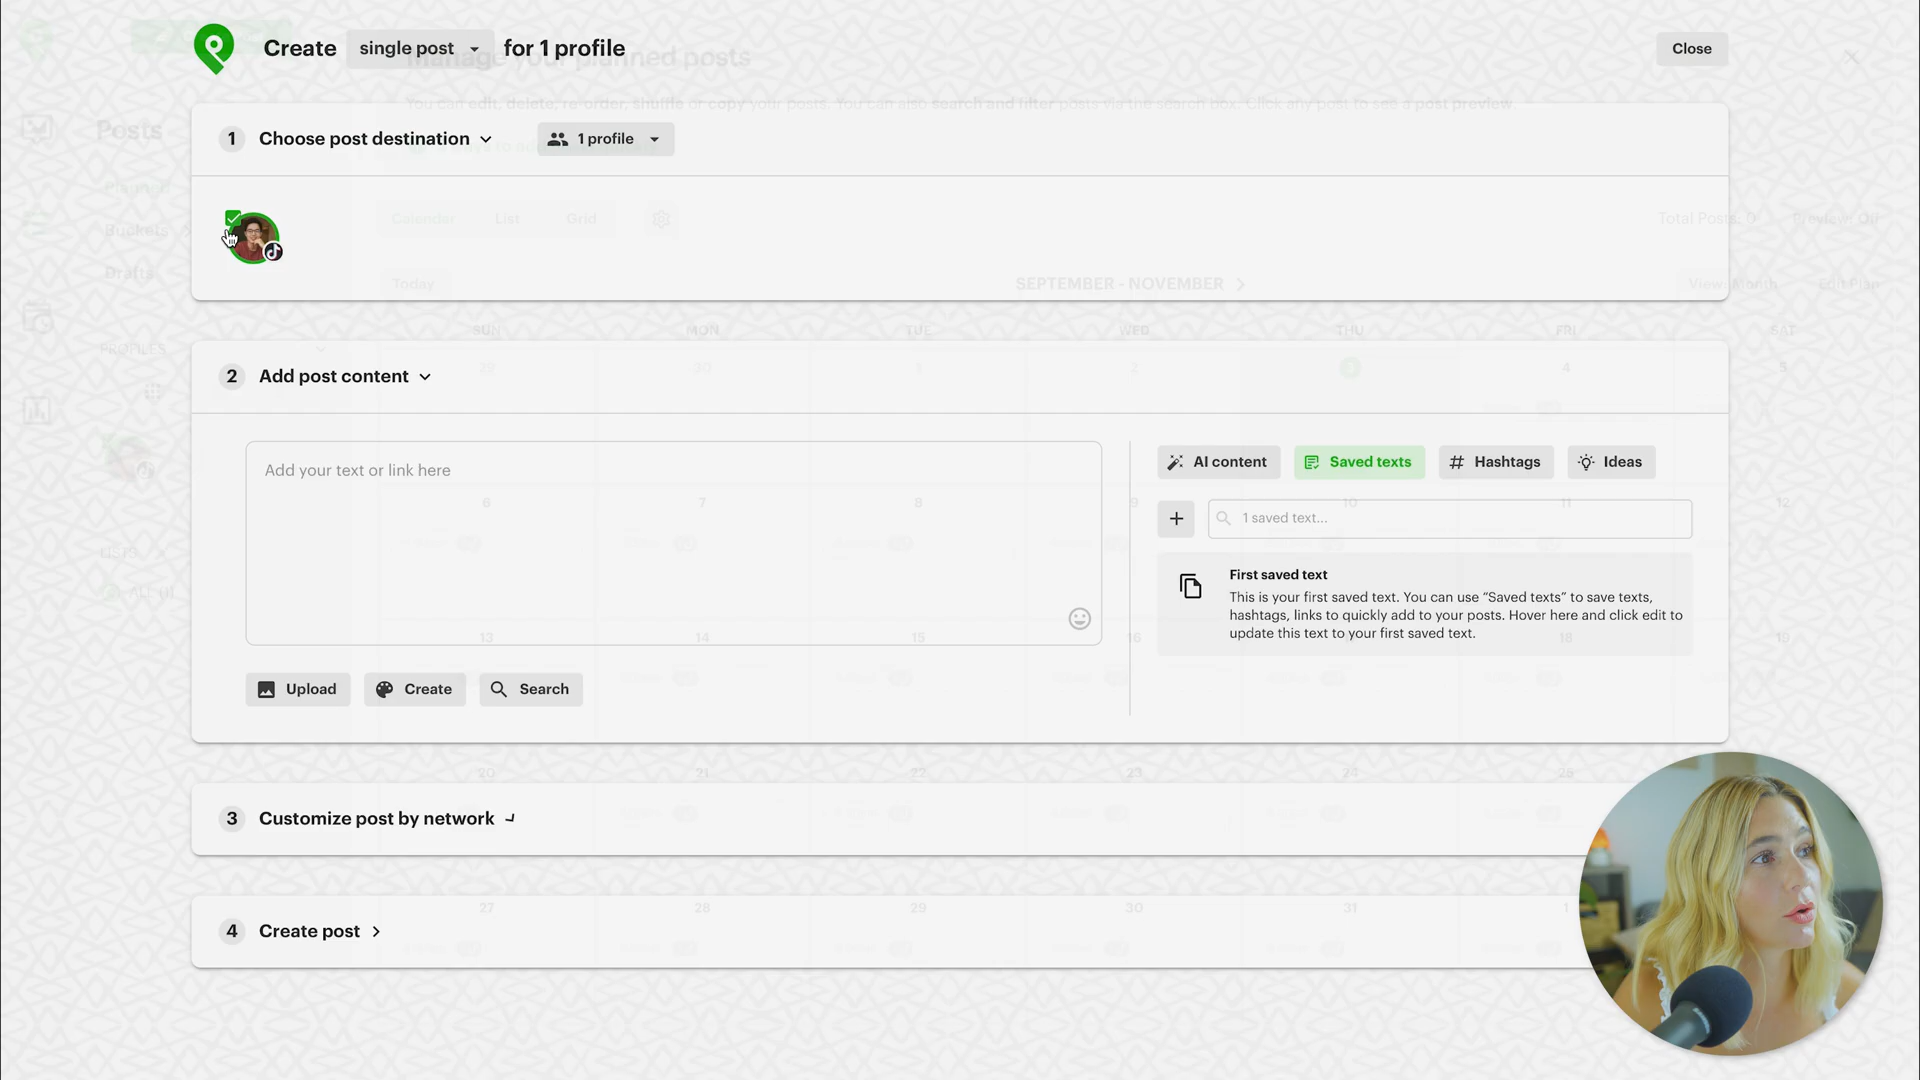 Create single post for 1 profile
Close
Manage your planned posts
You can edit, delete, re-order, shuffle or copy your posts. You can also search and filter posts via the search box. Click any post to see a post preview.
1 Choose post destination 1 profile
Posts
Planned
Calendar List Grid Total Posts: 0 Preview: Off
Buckets
Drafts
Today SEPTEMBER - NOVEMBER View: Month Edit Plan
SUN MON TUE WED THU FRI SAT
PROFILES
2 Add post content
29 30 1 2 3 4 5
Add your text or link here
AI content Saved texts # Hashtags Ideas
6 7 8 9 10 11 12
+ 1 saved text...
LISTS
First saved text
This is your first saved text. You can use “Saved texts” to save texts,
hashtags, links to quickly add to your posts. Hover here and click edit to
update this text to your first saved text.
ALL (1)
13 14 15 16 18 19
Upload Create Search
20 21 22 23 24 25
3 Customize post by network
27 28 29 30 31 1
4 Create post